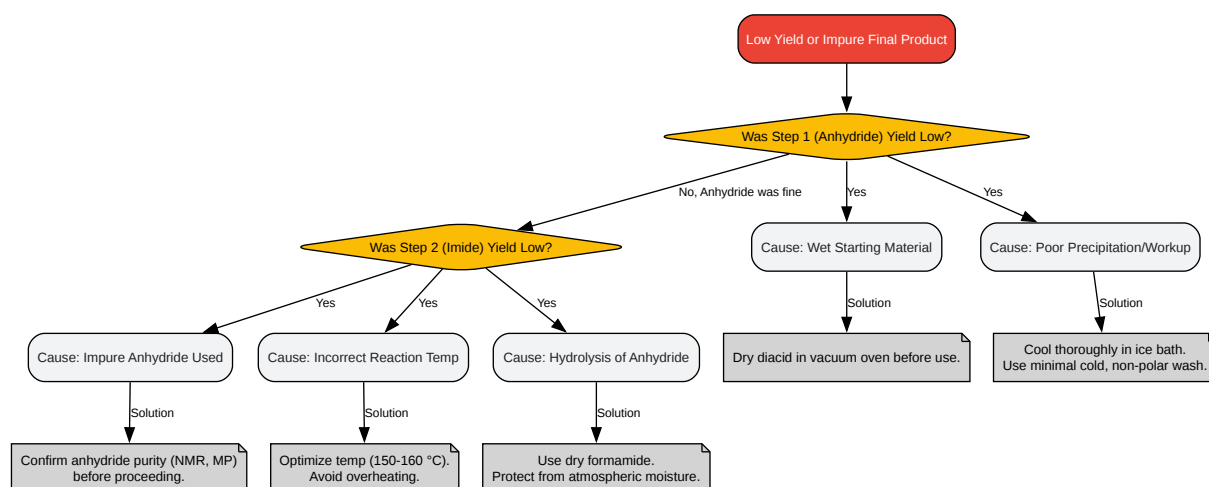 Low Yield or Impure Final Product
Was Step 1 (Anhydride) Yield Low?
No, Anhydride was fine
Yes
Yes
Was Step 2 (Imide) Yield Low?
Cause: Wet Starting Material
Cause: Poor Precipitation/Workup
Yes
Yes
Yes
Solution
Solution
Cause: Impure Anhydride Used
Cause: Incorrect Reaction Temp
Cause: Hydrolysis of Anhydride
Dry diacid in vacuum oven before use.
Cool thoroughly in ice bath.
Use minimal cold, non-polar wash.
Solution
Solution
Solution
Confirm anhydride purity (NMR, MP)
before proceeding.
Optimize temp (150-160 °C).
Avoid overheating.
Use dry formamide.
Protect from atmospheric moisture.